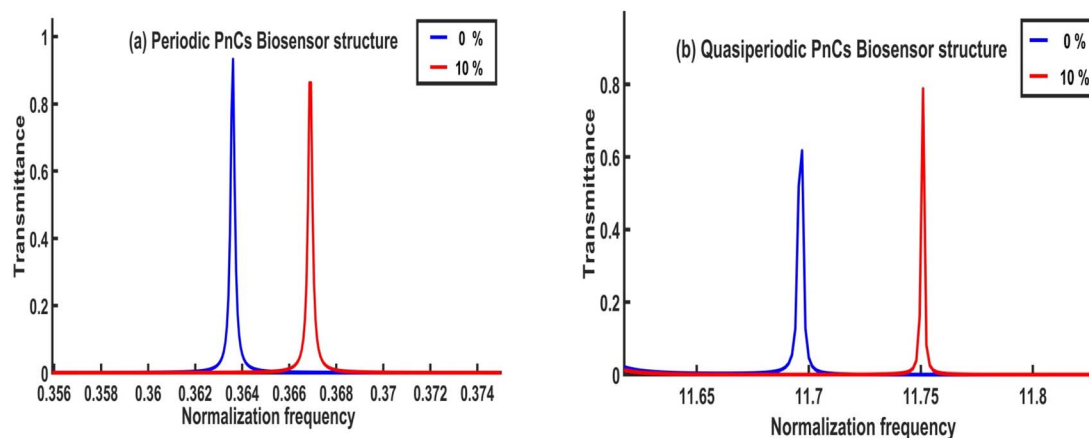 (a) Periodic PnCs Biosensor structure
0 %
10 %
Transmittance
1
0.8
0.6
0.4
0.2
0
0.356 0.358 0.36 0.362 0.364 0.366 0.368 0.37 0.372 0.374
Normalization frequency
(b) Quasiperiodic PnCs Biosensor structure
0 %
10 %
Transmittance
0.8
0.6
0.4
0.2
0
11.65 11.7 11.75 11.8
Normalization frequency